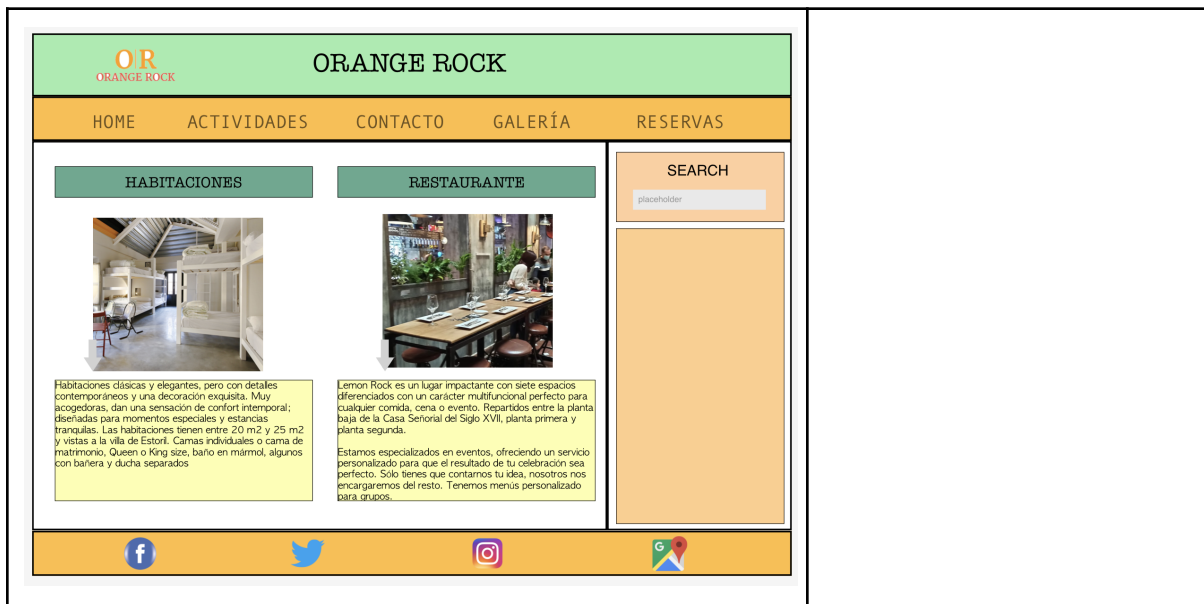 O R
ORANGE ROCK
ORANGE ROCK
HOME
ACTIVIDADES
CONTACTO
GALERÍA
RESERVAS
HABITACIONES
RESTAURANTE
SEARCH
placeholder
Habitaciones clásicas y elegantes, pero con detalles
contemporáneos y una decoración exquisita. Muy
acogedoras, dan una sensación de confort intemporal;
diseñadas para momentos especiales y estancias
tranquilas. Las habitaciones tienen entre 20 m2 y 25 m2
y vistas a la villa de Estoril. Camas individuales o cama de
matrimonio, Queen o King size, baño en mármol, algunos
con bañera y ducha separados
Lemon Rock es un lugar impactante con siete espacios
diferenciados con un carácter multifuncional perfecto para
cualquier comida, cena o evento. Repartidos entre la planta
baja de la Casa Señorial del Siglo XVII, planta primera y
planta segunda.
Estamos especializados en eventos, ofreciendo un servicio
personalizado para que el resultado de tu celebración sea
perfecto. Sólo tienes que contarnos tu idea, nosotros nos
encargaremos del resto. Tenemos menús personalizado
para grupos.
f
G